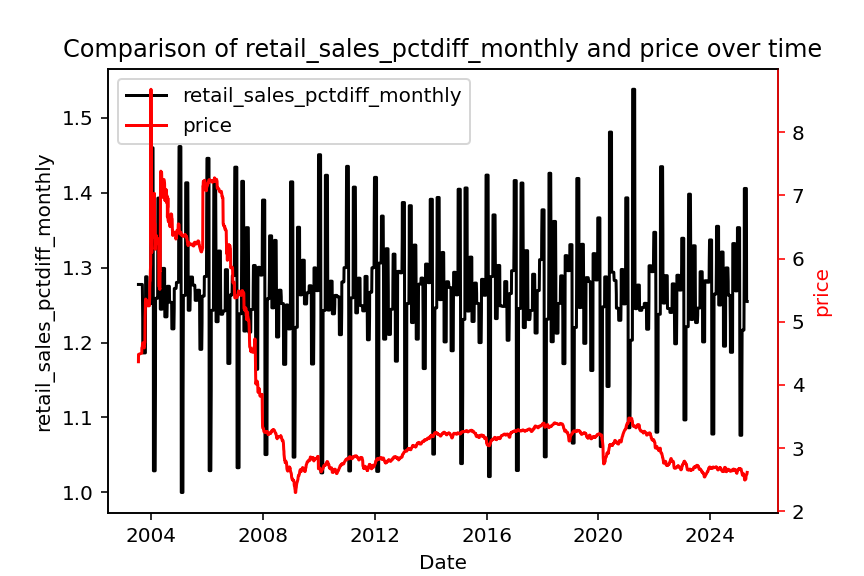 Comparison of retail_sales_pctdiff_monthly and price over time
retail_sales_pctdiff_monthly
price
retail_sales_pctdiff_monthly
1.5
1.4
1.3
1.2
1.1
1.0
8
7
6
5
4
3
2
price
2004 2008 2012 2016 2020 2024
Date